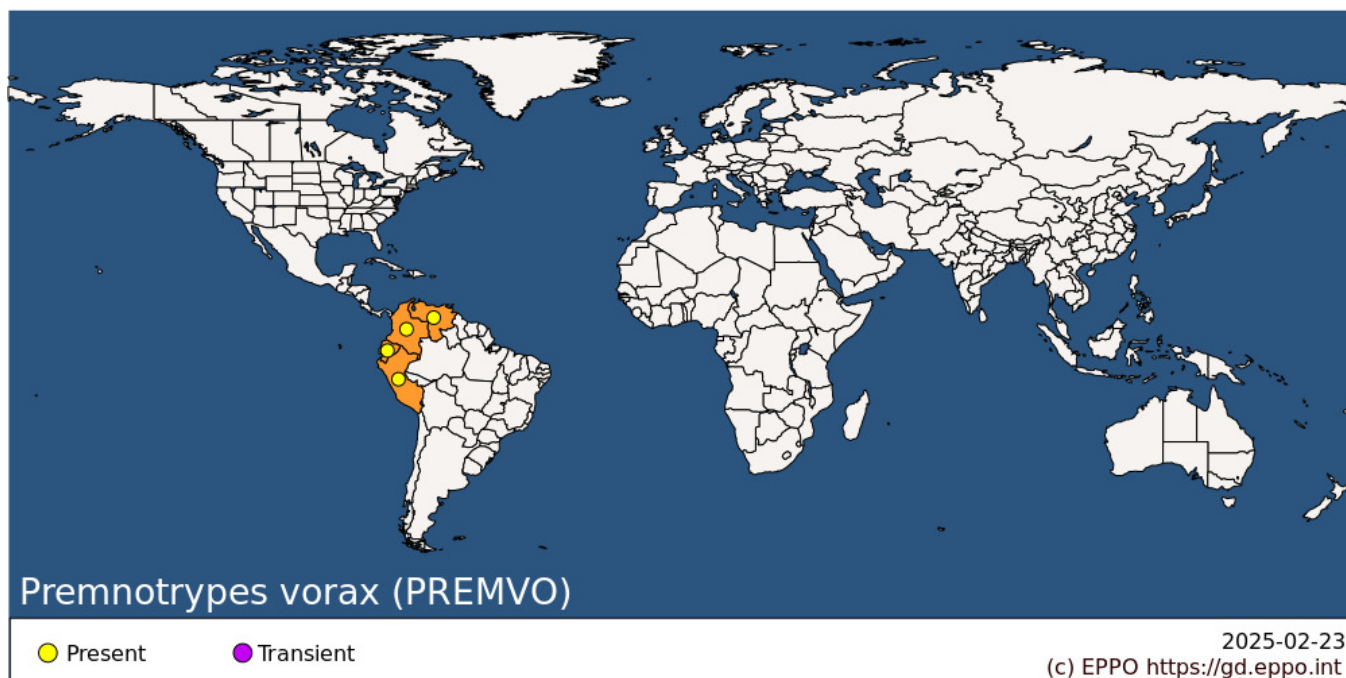 Premnotrypes vorax (PREMVO)
Present
Transient
2025-02-23
(c) EPPO https://gd.eppo.int